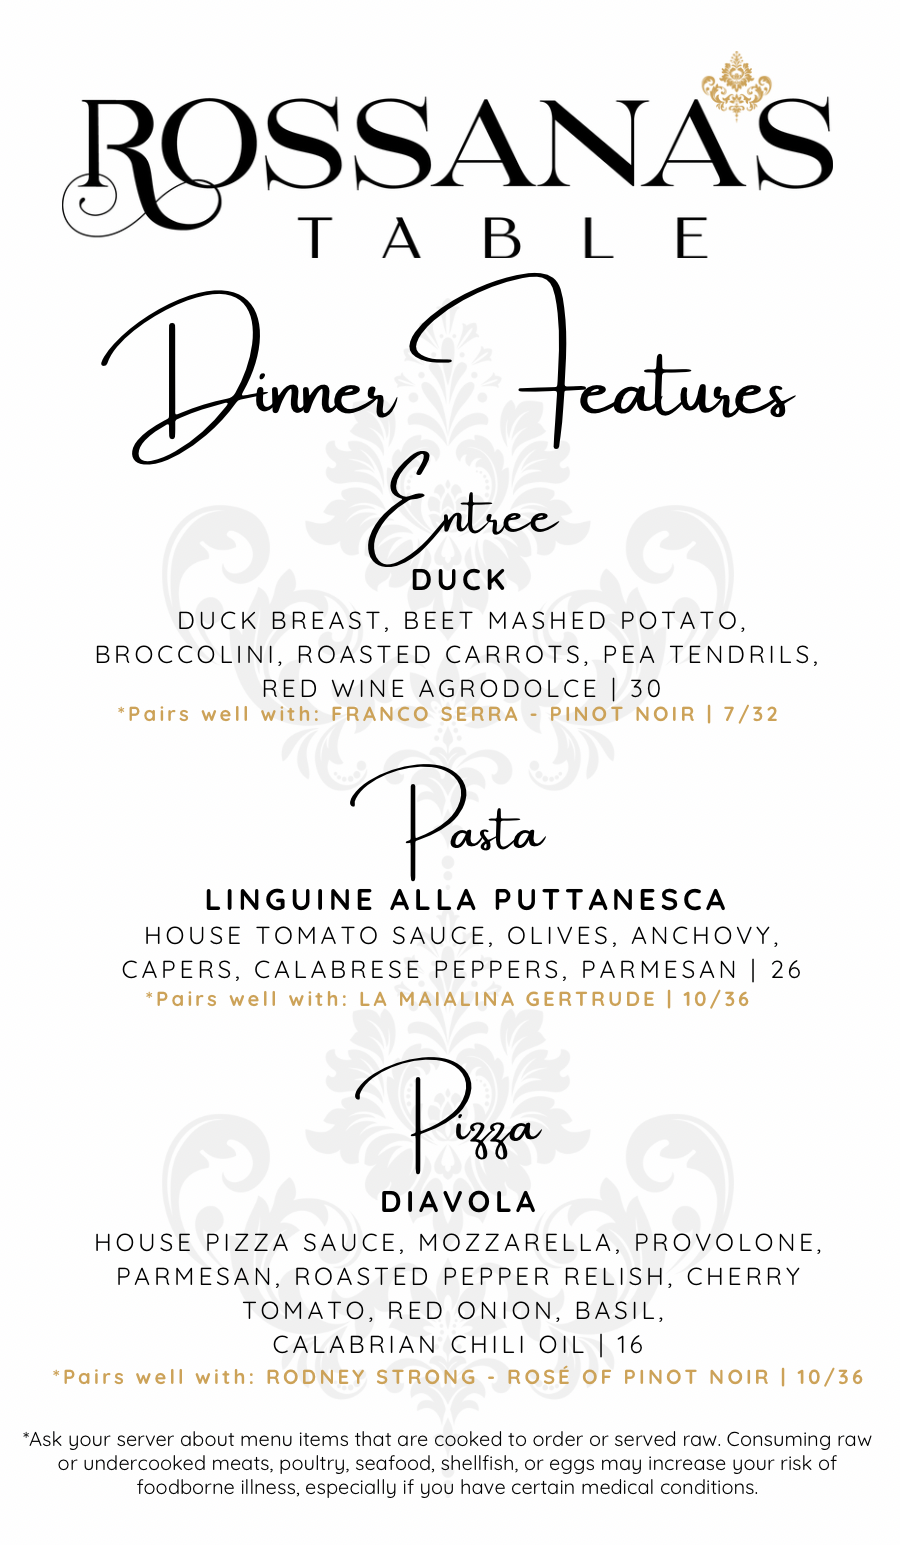 ROSSANA'S
TABLE
Dinner Features
Entree
DUCK
DUCK BREAST, BEET MASHED POTATO,
BROCCOLINI, ROASTED CARROTS, PEA TENDRILS,
RED WINE AGRODOLCE | 30
*Pairs well with: FRANCO SERRA - PINOT NOIR | 7/32
Pasta
LINGUINE ALLA PUTTANESCA
HOUSE TOMATO SAUCE, OLIVES, ANCHOVY,
CAPERS, CALABRESE PEPPERS, PARMESAN | 26
*Pairs well with: LA MAIALINA GERTRUDE | 10/36
Pizza
DIAVOLA
HOUSE PIZZA SAUCE, MOZZARELLA, PROVOLONE,
PARMESAN, ROASTED PEPPER RELISH, CHERRY
TOMATO, RED ONION, BASIL,
CALABRIAN CHILI OIL | 16
*Pairs well with: RODNEY STRONG - ROSÉ OF PINOT NOIR | 10/36
*Ask your server about menu items that are cooked to order or served raw. Consuming raw
or undercooked meats, poultry, seafood, shellfish, or eggs may increase your risk of
foodborne illness, especially if you have certain medical conditions.